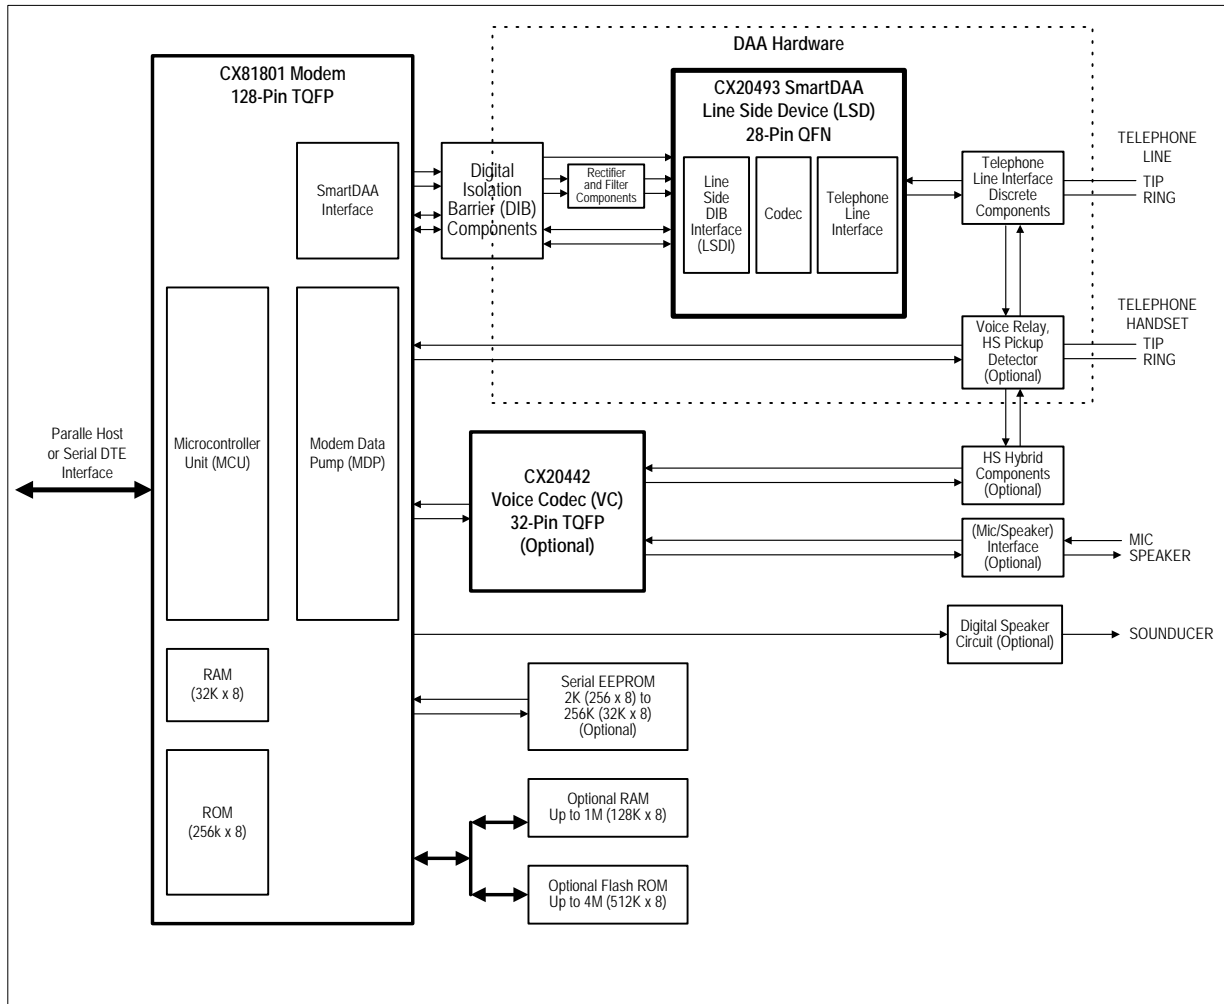 DAA Hardware
CX81801 Modem
128-Pin TQFP
CX20493 SmartDAA
Line Side Device (LSD)
28-Pin QFN
SmartDAA
Interface
Digital
Isolation
Barrier (DIB)
Components
Rectifier
and Filter
Components
Line
Side
DIB
Interface
(LSDI)
Codec
Telephone
Line
Interface
Telephone
Line Interface
Discrete
Components
TELEPHONE
LINE
TIP
RING
Voice Relay,
HS Pickup
Detector
(Optional)
TELEPHONE
HANDSET
TIP
RING
Paralle Host
or Serial DTE
Interface
Microcontroller
Unit (MCU)
Modem Data
Pump (MDP)
CX20442
Voice Codec (VC)
32-Pin TQFP
(Optional)
HS Hybrid
Components
(Optional)
(Mic/Speaker)
Interface
(Optional)
MIC
SPEAKER
Digital Speaker
Circuit (Optional)
SOUNDUCER
RAM
(32K x 8)
Serial EEPROM
2K (256 x 8) to
256K (32K x 8)
(Optional)
ROM
(256k x 8)
Optional RAM
Up to 1M (128K x 8)
Optional Flash ROM
Up to 4M (512K x 8)